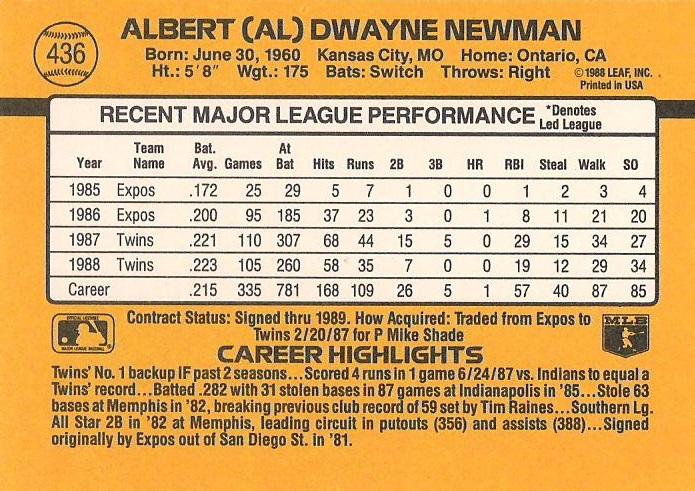 436
ALBERT (AL) DWAYNE NEWMAN
Born: June 30, 1960 Kansas City, MO Home: Ontario, CA
Ht.: 5'8" Wgt.: 175 Bats: Switch Throws: Right ©1988 LEAF, INC.
Printed in USA
RECENT MAJOR LEAGUE PERFORMANCE *Denotes
Led League
Year Team Name Bat. Avg. Games At Bat Hits Runs 2B 3B HR RBI Steal Walk SO
1985 Expos .172 25 29 5 7 1 0 0 1 2 3 4
1986 Expos .200 95 185 37 23 3 0 1 8 11 21 20
1987 Twins .221 110 307 68 44 15 5 0 29 15 34 27
1988 Twins .223 105 260 58 35 7 0 0 19 12 29 34
Career .215 335 781 168 109 26 5 1 57 40 87 85
OFFICIAL LICENSEE
MAJOR LEAGUE BASEBALL
Contract Status: Signed thru 1989. How Acquired: Traded from Expos to
Twins 2/20/87 for P Mike Shade
MLB
CAREER HIGHLIGHTS
Twins' No. 1 backup IF past 2 seasons...Scored 4 runs in 1 game 6/24/87 vs. Indians to equal a
Twins' record...Batted .282 with 31 stolen bases in 87 games at Indianapolis in '85...Stole 63
bases at Memphis in '82, breaking previous club record of 59 set by Tim Raines...Southern Lg.
All Star 2B in '82 at Memphis, leading circuit in putouts (356) and assists (388)...Signed
originally by Expos out of San Diego St. in '81.